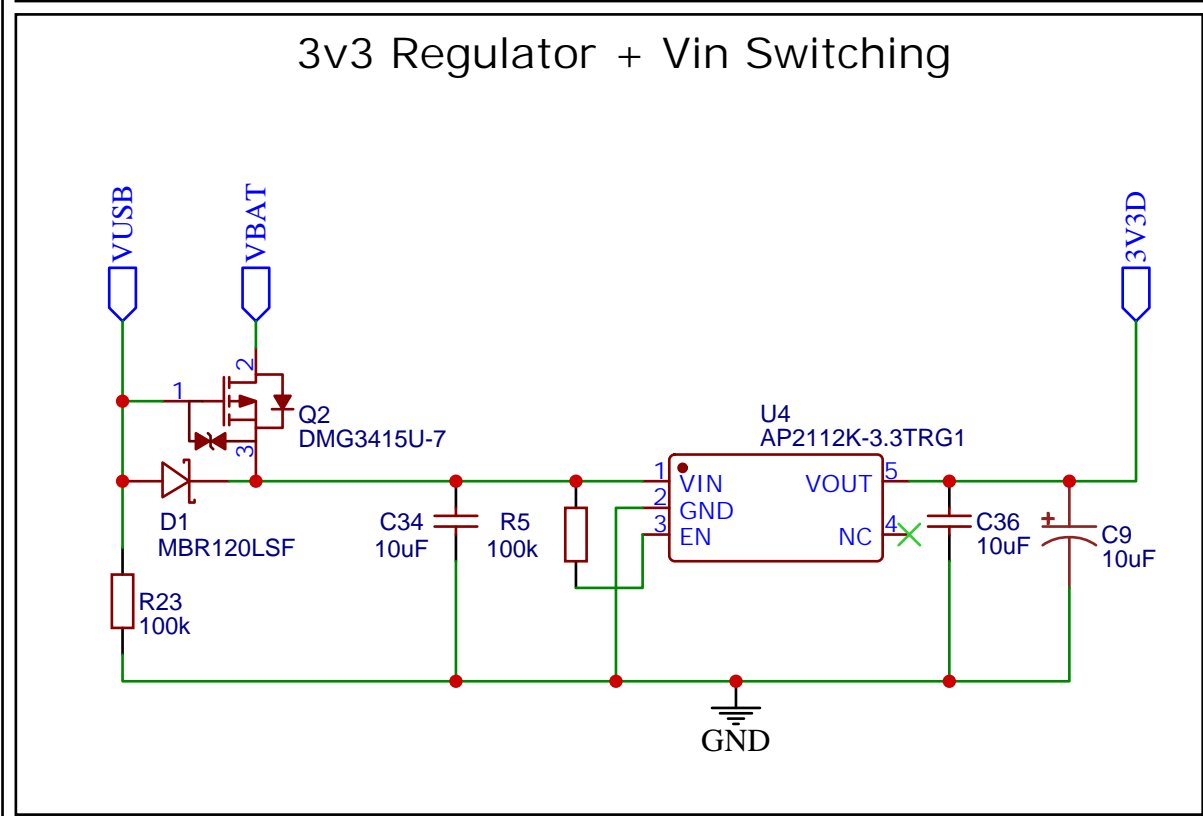 3v3 Regulator + Vin Switching
VUSB
VBAT
3V3D
2
1
Q2
DMG3415U-7
3
D1
MBR120LSF
R23
100k
C34
10uF
R5
100k
U4
AP2112K-3.3TRG1
1
VIN
VOUT
5
2
GND
3
EN
NC
4
C36
10uF
+
C9
10uF
GND